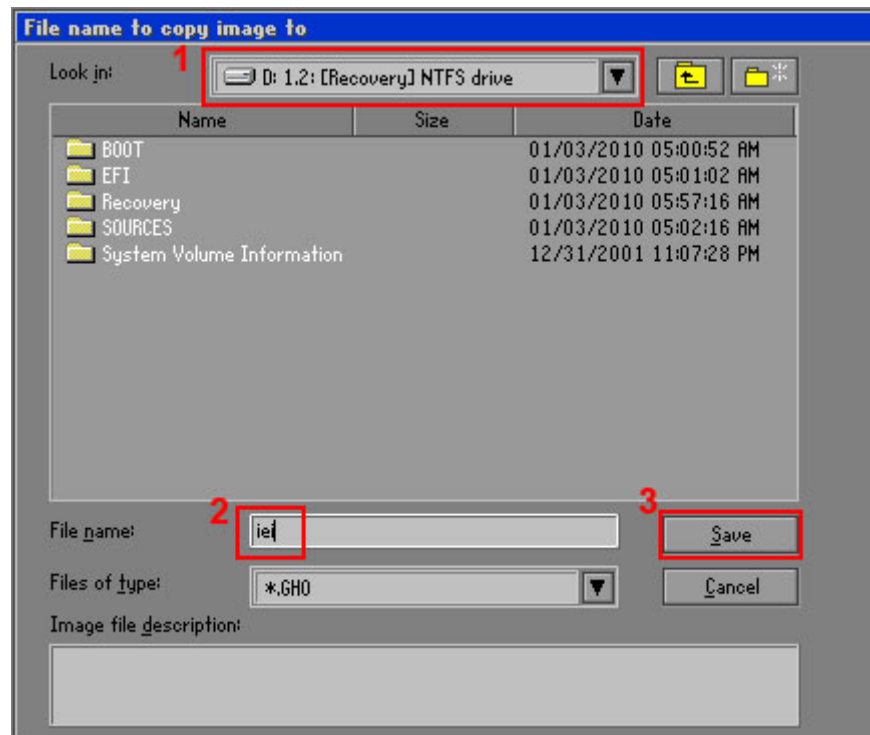 File name to copy image to
Look in: 1 D: 1.2: [Recovery] NTFS drive
Name Size Date
BOOT 01/03/2010 05:00:52 AM
EFI 01/03/2010 05:01:02 AM
Recovery 01/03/2010 05:57:16 AM
SOURCES 01/03/2010 05:02:16 AM
System Volume Information 12/31/2001 11:07:28 PM
2 3
File name: iei Save
Files of type: *.GHO Cancel
Image file description: